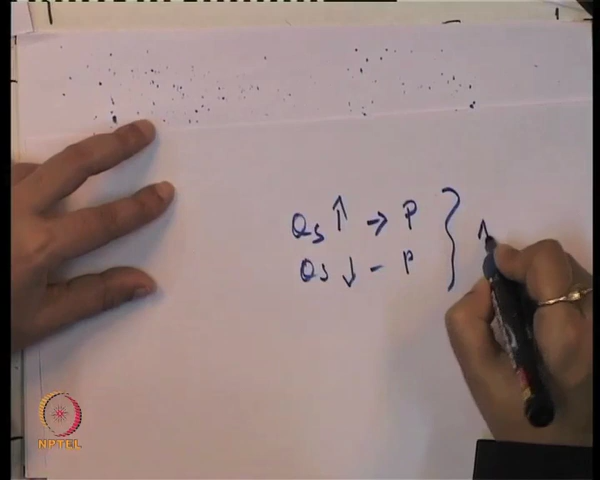 Qs ↑ → P }
Qs ↓ - P
NPTEL